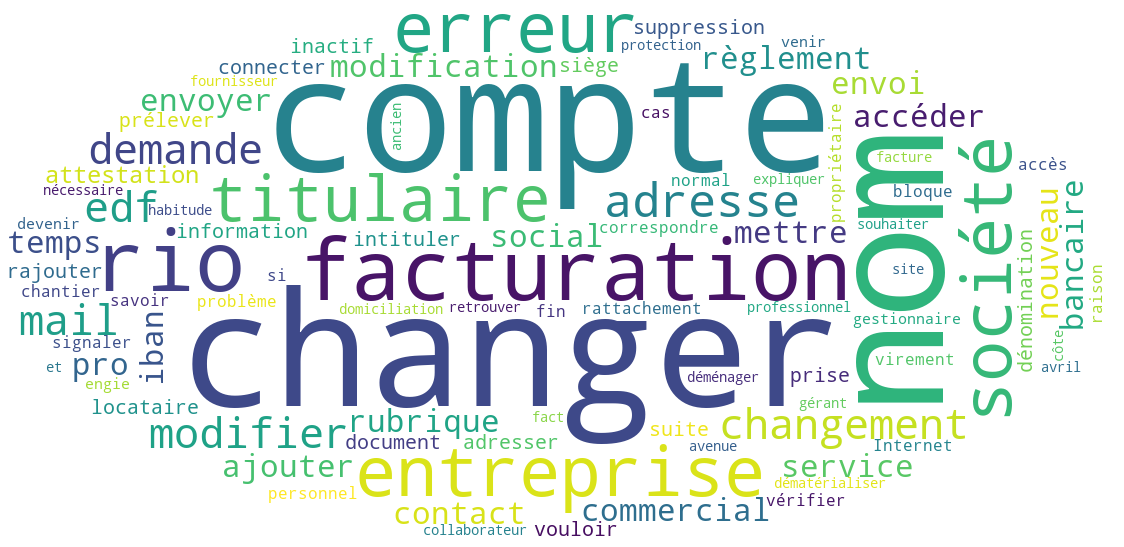 erreur
suppression
protection
venir
inactif
connecter
modification
siège
règlement
fournisseur
envoyer
compte
envoi
prélever
ancien
cas
propriétaire
accéder
demande
nom
facture
société
accès
attestation
titulaire
normal
expliquer
bloque
nécessaire
edf
habitude
adresse
nouveau
bancaire
devenir
information
intituler
social
correspondre
mettre
souhaiter
temps
rio
facturation
dénomination
rajouter
si
site
raison
chantier
savoir
problème
domiciliation
retrouver
fin
rattachement
professionnel
gestionnaire
mail
iban
changer
signaler
côte
et
pro
virement
avril
engie
déménager
prise
locataire
gérant
modifier
rubrique
fact
suite
changement
document
adresser
avenue
Internet
ajouter
entreprise
service
personnel
dématérialiser
contact
commercial
vérifier
collaborateur
vouloir